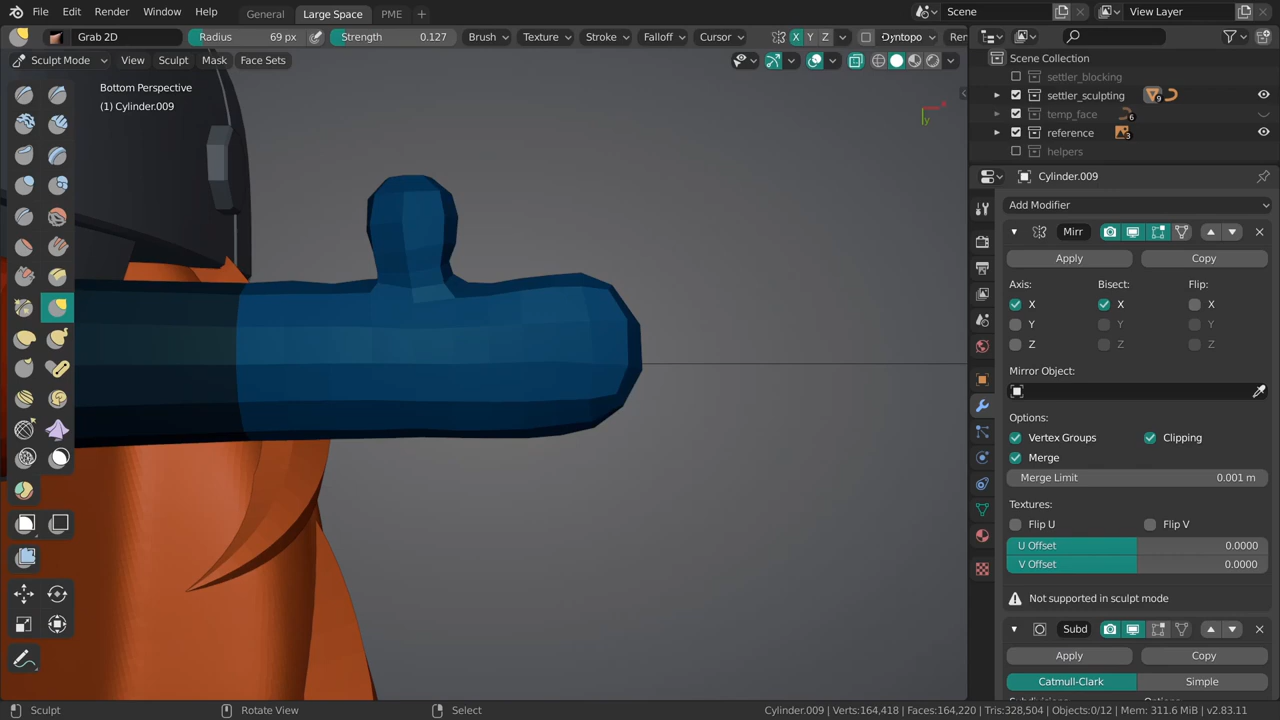 File Edit Render Window Help General Large Space PME Scene View Layer
Grab 2D Radius 69 px Strength 0.127 Brush Texture Stroke Falloff Cursor X Y Z Dyntopo Ren
Sculpt Mode View Sculpt Mask Face Sets
Bottom Perspective
(1) Cylinder.009
y
Scene Collection
settler_blocking
settler_sculpting 9
temp_face 6
reference 3
helpers
Cylinder.009
Add Modifier
Mirr
Apply Copy
Axis: Bisect: Flip:
X X X
Y Y Y
Z Z Z
Mirror Object:
Options:
Vertex Groups Clipping
Merge
Merge Limit 0.001 m
Textures:
Flip U Flip V
U Offset 0.0000
V Offset 0.0000
Not supported in sculpt mode
Subd
Apply Copy
Catmull-Clark Simple
Sculpt Rotate View Select Cylinder.009 | Verts:164,418 | Faces:164,220 | Tris:328,504 | Objects:0/12 | Mem: 311.6 MiB | v2.83.11